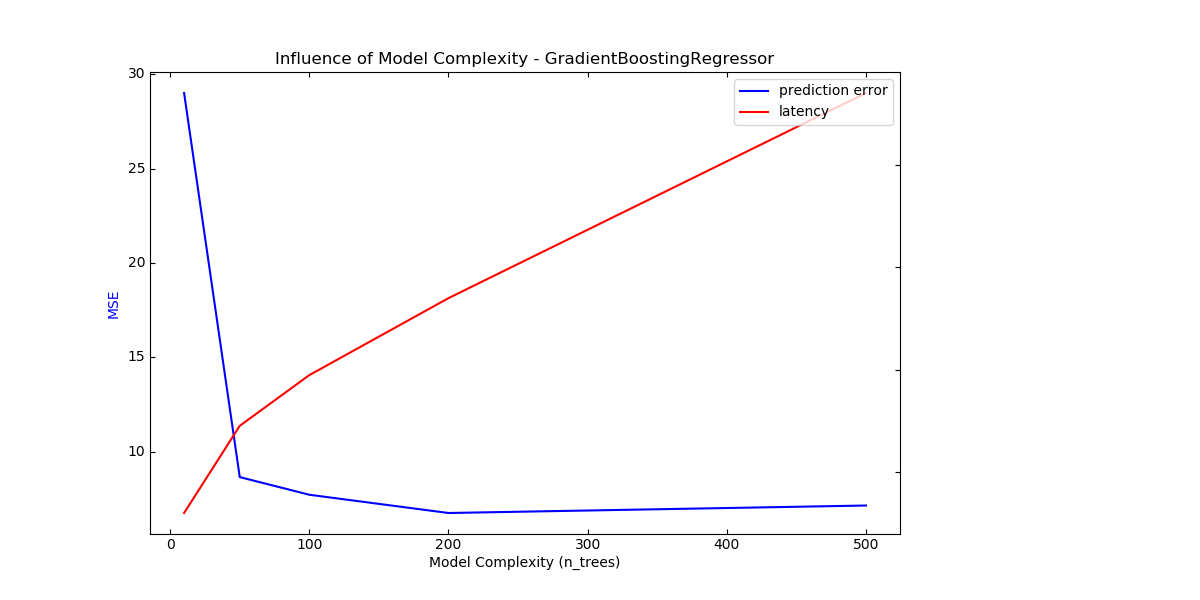 Influence of Model Complexity - GradientBoostingRegressor
prediction error
latency
30
25
20
15
10
MSE
0 100 200 300 400 500
Model Complexity (n_trees)